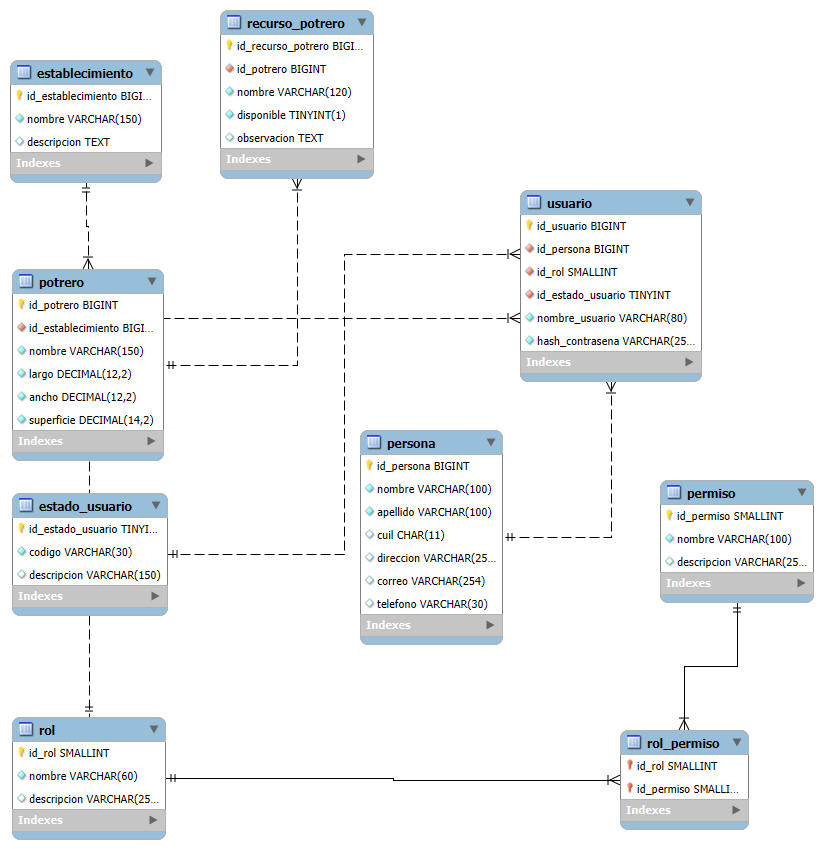 recurso_potrero
id_recurso_potrero BIGI...
id_potrero BIGINT
nombre VARCHAR(120)
disponible TINYINT(1)
observacion TEXT
Indexes
establecimiento
id_establecimiento BIGI...
nombre VARCHAR(150)
descripcion TEXT
Indexes
usuario
id_usuario BIGINT
id_persona BIGINT
id_rol SMALLINT
id_estado_usuario TINYINT
nombre_usuario VARCHAR(80)
hash_contrasena VARCHAR(25...
Indexes
potrero
id_potrero BIGINT
id_establecimiento BIGI...
nombre VARCHAR(150)
largo DECIMAL(12,2)
ancho DECIMAL(12,2)
superficie DECIMAL(14,2)
Indexes
persona
id_persona BIGINT
nombre VARCHAR(100)
apellido VARCHAR(100)
cuil CHAR(11)
direccion VARCHAR(25...
correo VARCHAR(254)
telefono VARCHAR(30)
Indexes
permiso
id_permiso SMALLINT
nombre VARCHAR(100)
descripcion VARCHAR(25...
Indexes
estado_usuario
id_estado_usuario TINYI...
codigo VARCHAR(30)
descripcion VARCHAR(150)
Indexes
rol
id_rol SMALLINT
nombre VARCHAR(60)
descripcion VARCHAR(25...
Indexes
rol_permiso
id_rol SMALLINT
id_permiso SMALLI...
Indexes